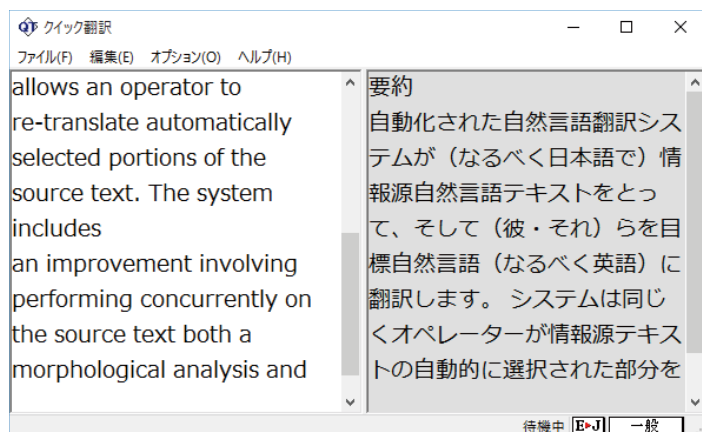 QT クイック翻訳
ファイル(F) 編集(E) オプション(O) ヘルプ(H)
allows an operator to
re-translate automatically
selected portions of the
source text. The system
includes
an improvement involving
performing concurrently on
the source text both a
morphological analysis and
要約
自動化された自然言語翻訳シス
テムが（なるべく日本語で）情
報源自然言語テキストをとっ
て、そして（彼・それ）らを目
標自然言語（なるべく英語）に
翻訳します。 システムは同じ
くオペレーターが情報源テキス
トの自動的に選択された部分を
待機中 E▸J 一般